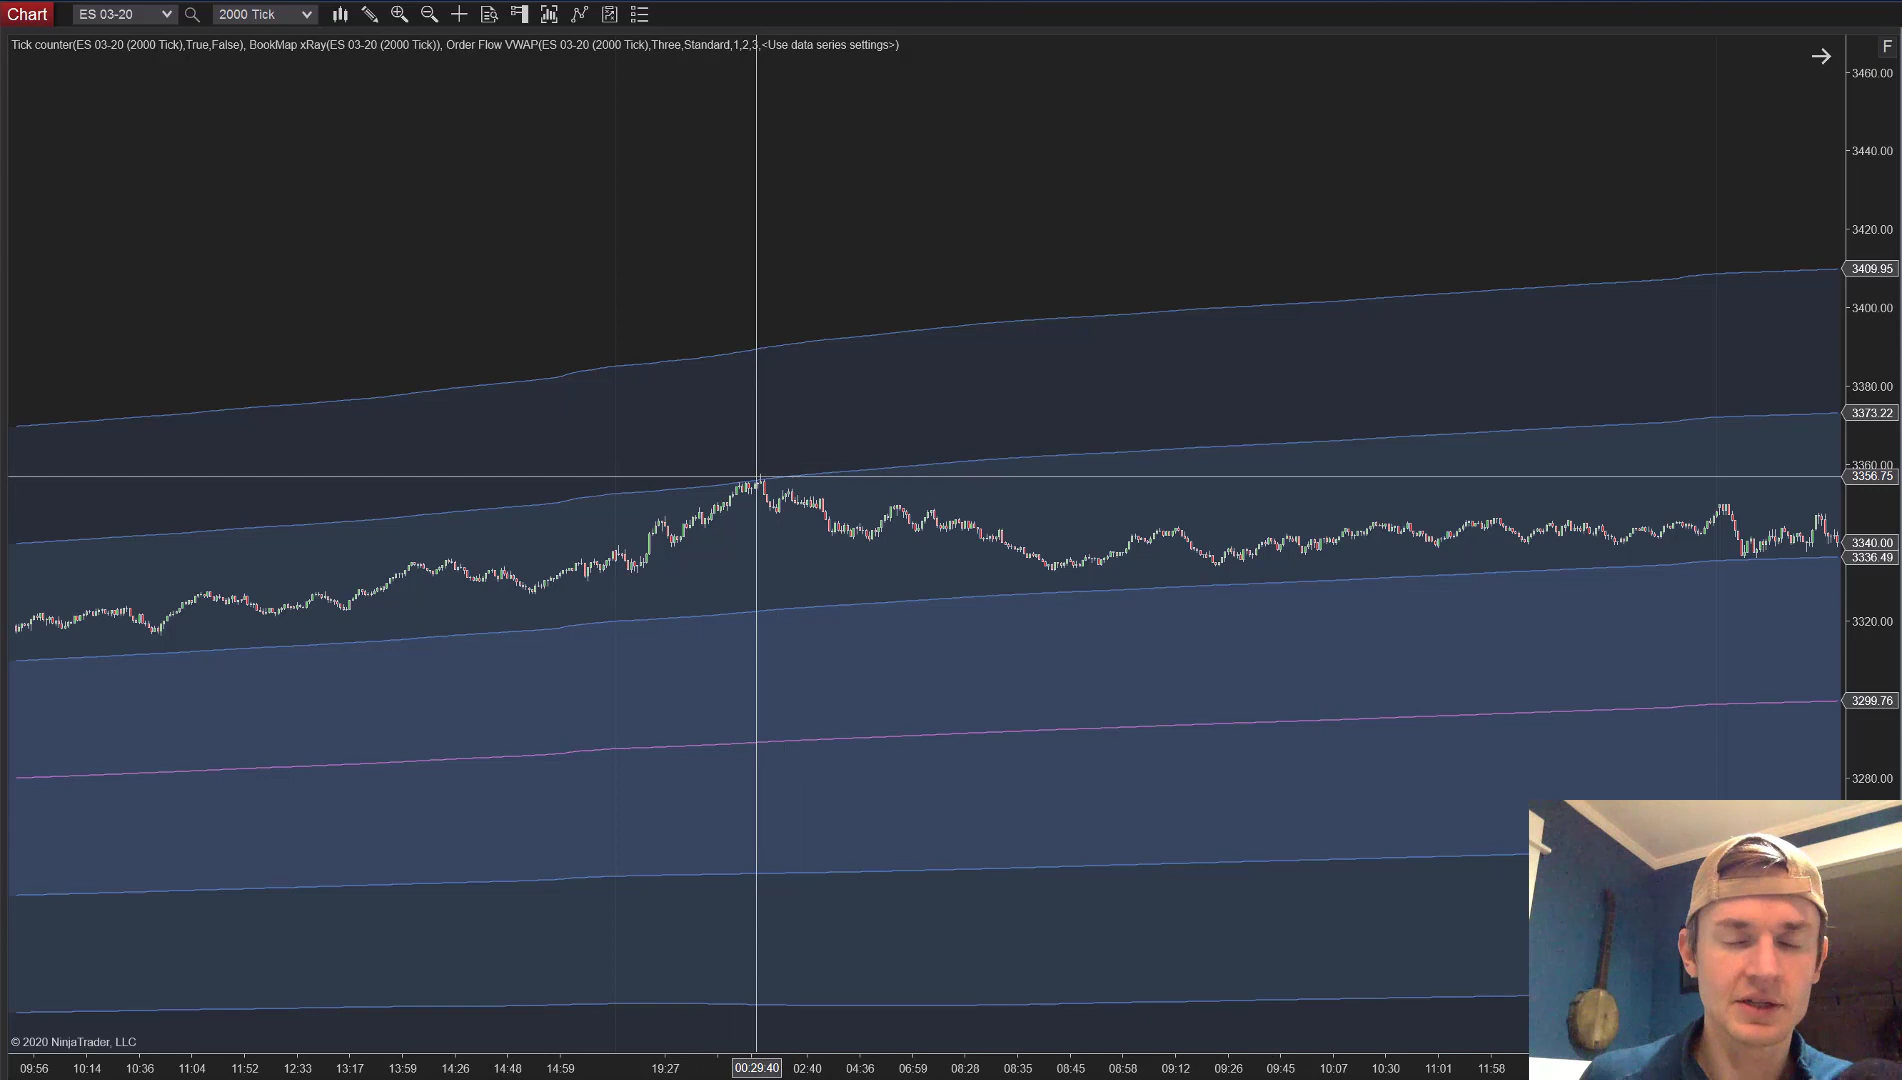 Chart ES 03-20 2000 Tick
Tick counter(ES 03-20 (2000 Tick),True,False), BookMap xRay(ES 03-20 (2000 Tick)), Order Flow VWAP(ES 03-20 (2000 Tick),Three,Standard,1,2,3,<Use data series settings>)
F
3460.00
3440.00
3420.00
3409.95
3400.00
3380.00
3373.22
3360.00
3356.75
3340.00
3336.49
3320.00
3299.76
3280.00
© 2020 NinjaTrader, LLC
09:56 10:14 10:36 11:04 11:52 12:33 13:17 13:59 14:26 14:48 14:59 19:27 00:29:40 02:40 04:36 06:59 08:28 08:35 08:45 08:58 09:12 09:26 09:45 10:07 10:30 11:01 11:58